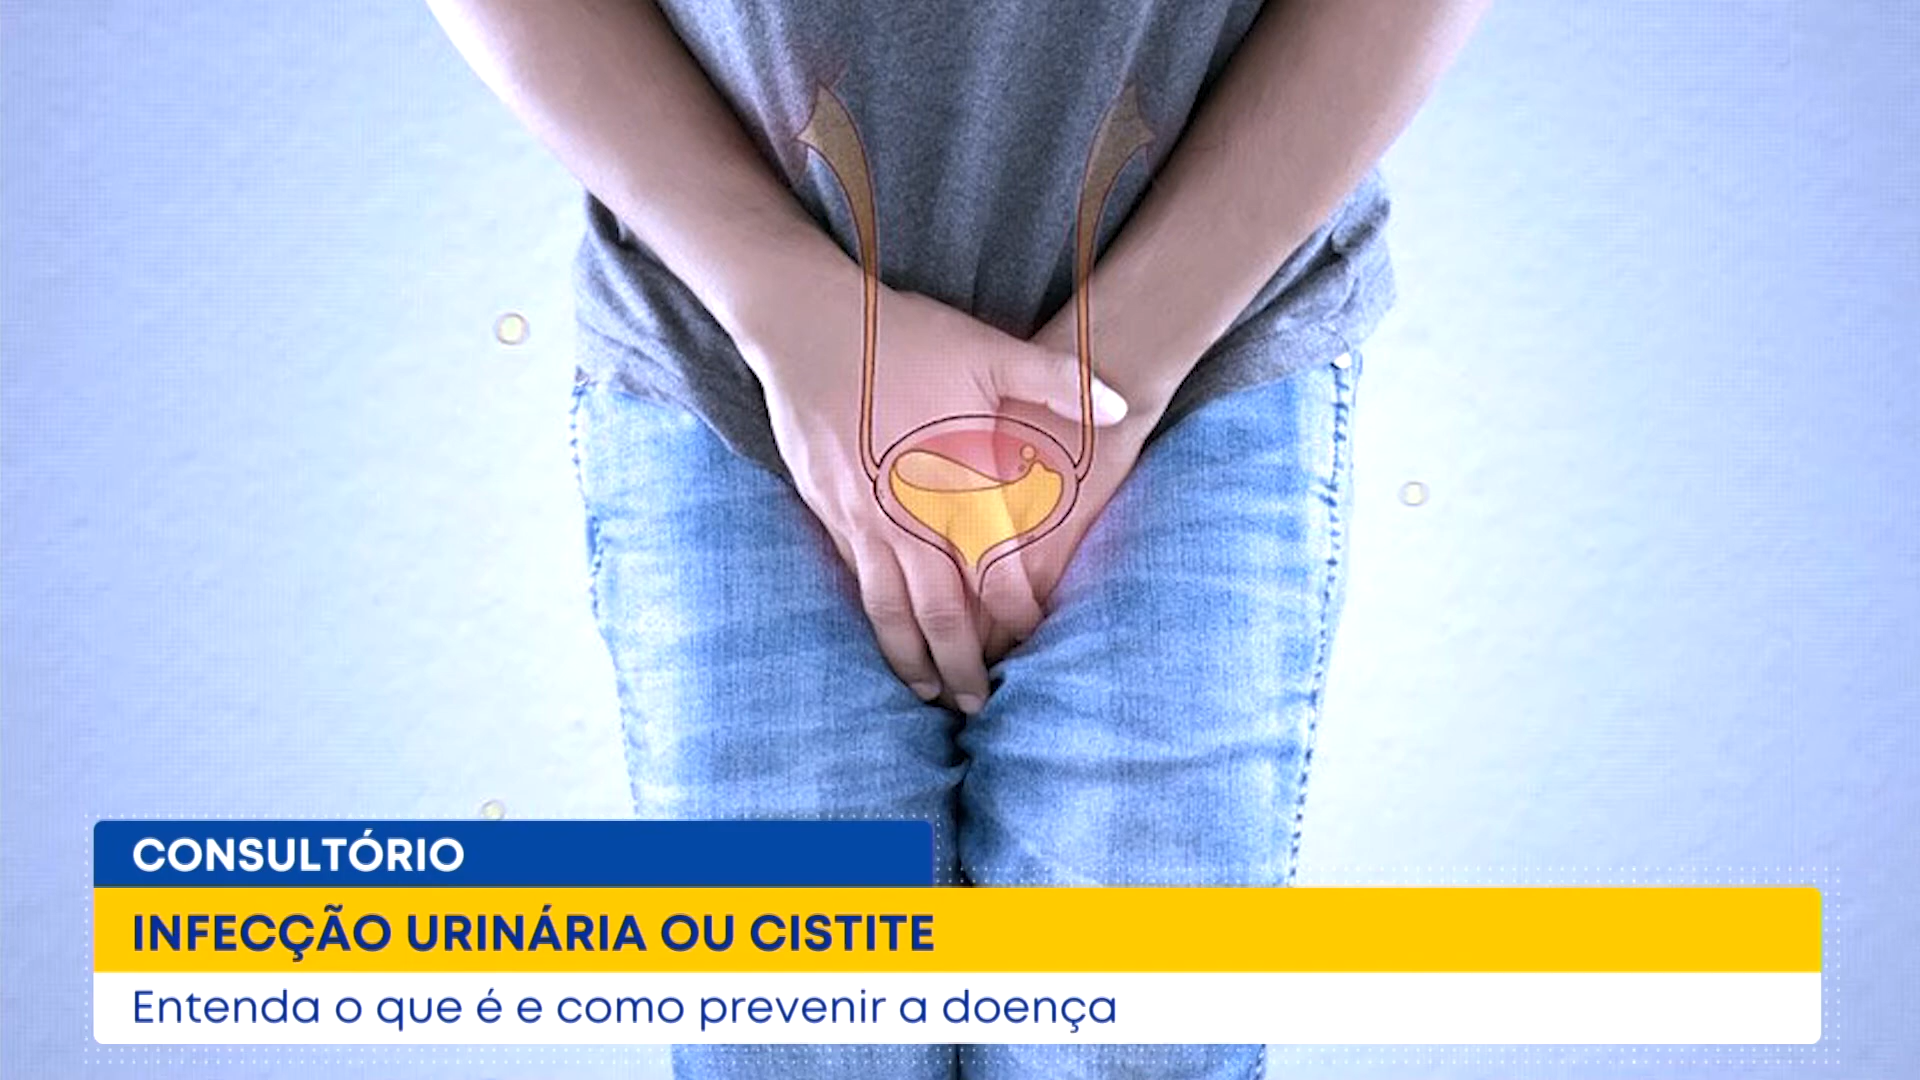 CONSULTÓRIO
INFECÇÃO URINÁRIA OU CISTITE
Entenda o que é e como prevenir a doença